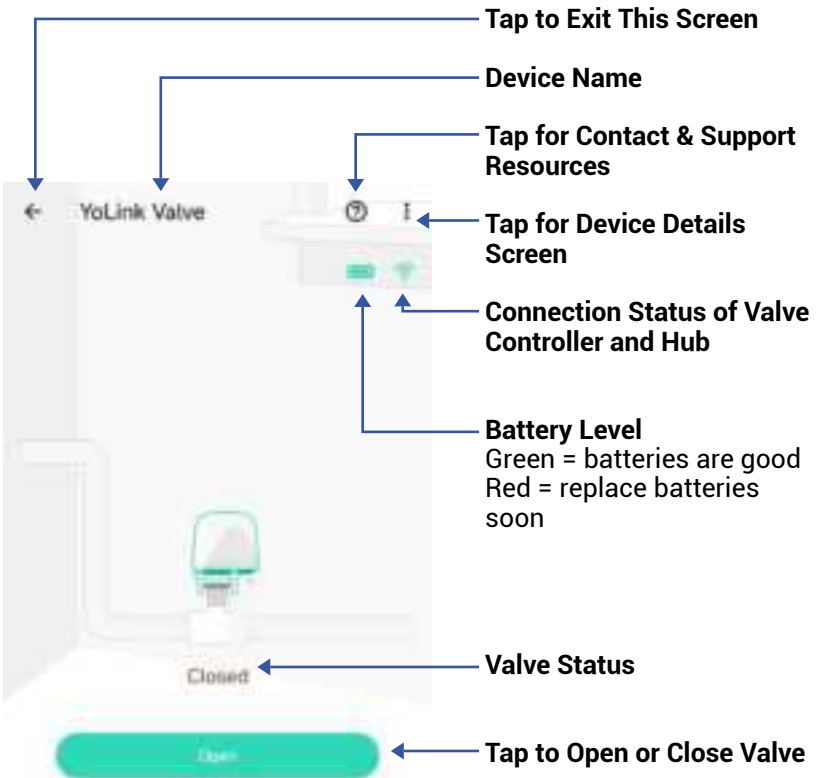 Tap to Exit This Screen
Device Name
Tap for Contact & Support
Resources
YoLink Valve
Tap for Device Details
Screen
Connection Status of Valve
Controller and Hub
Battery Level
Green = batteries are good
Red = replace batteries
soon
Valve Status
Closed
Open
Tap to Open or Close Valve